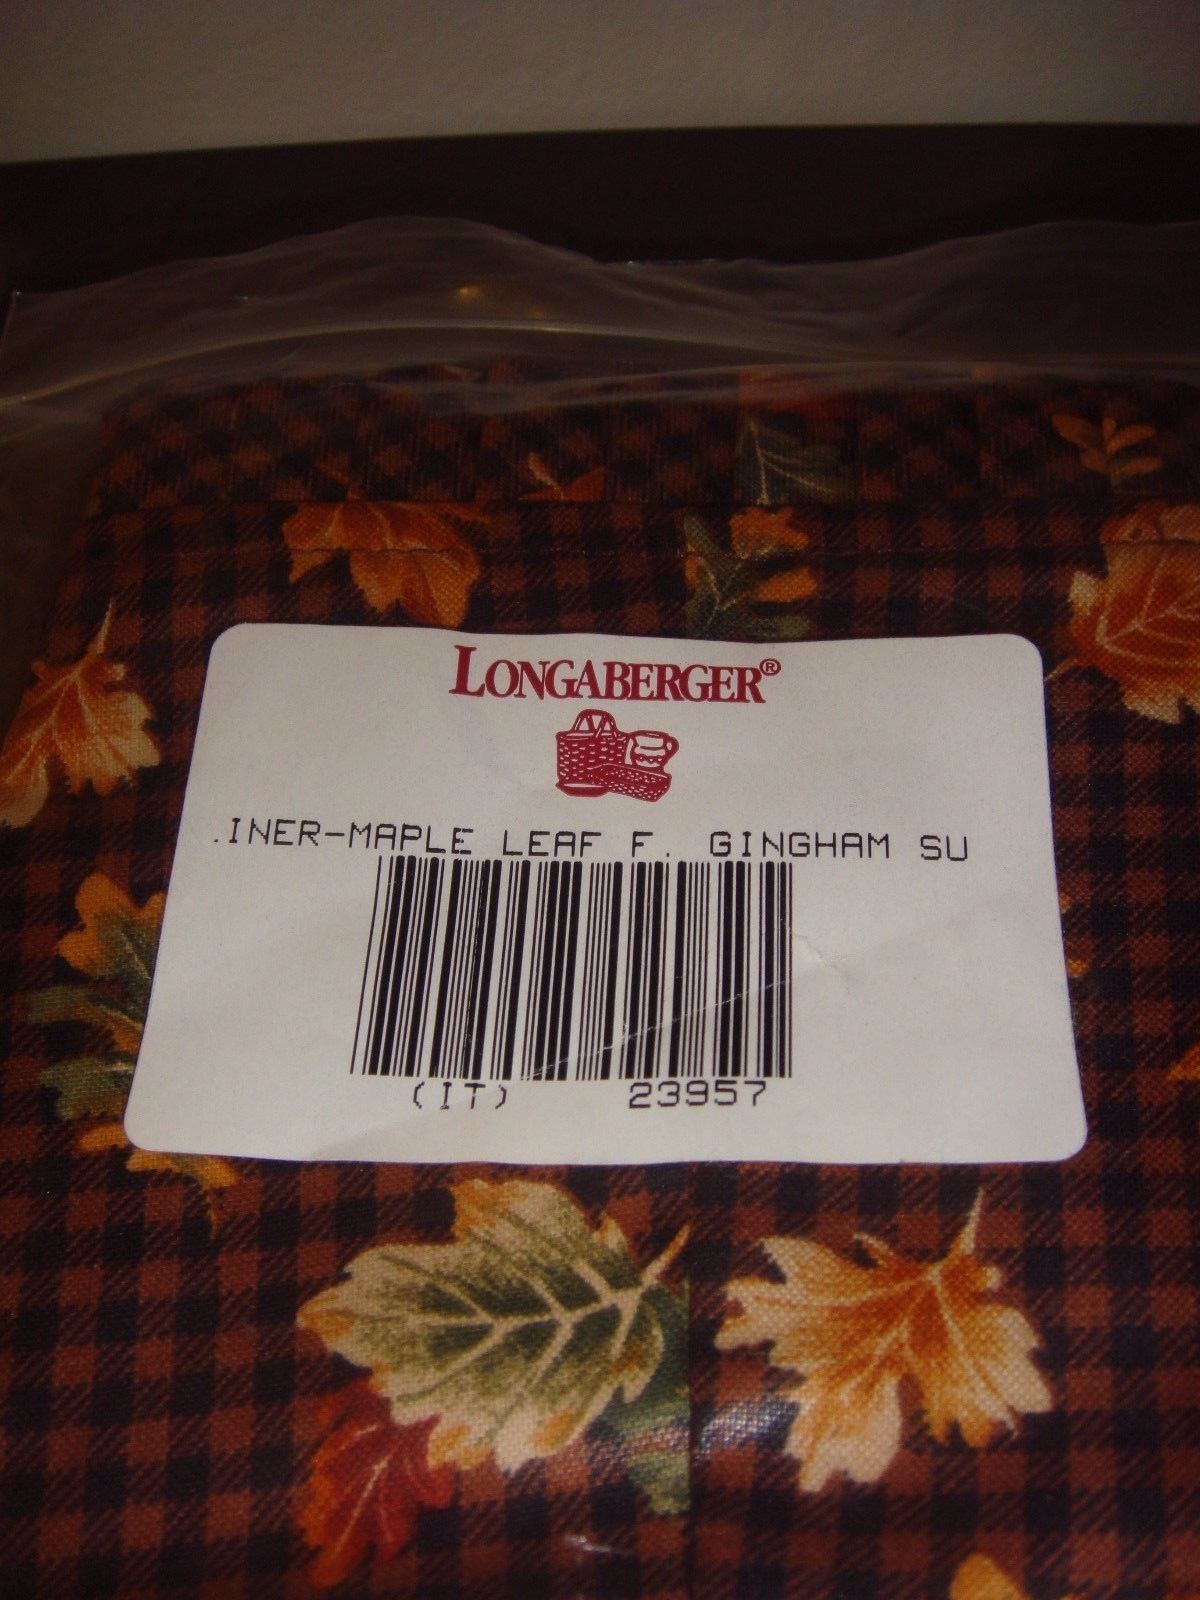 LONGABERGER®
.INER-MAPLE LEAF F. GINGHAM SU
(IT) 23957